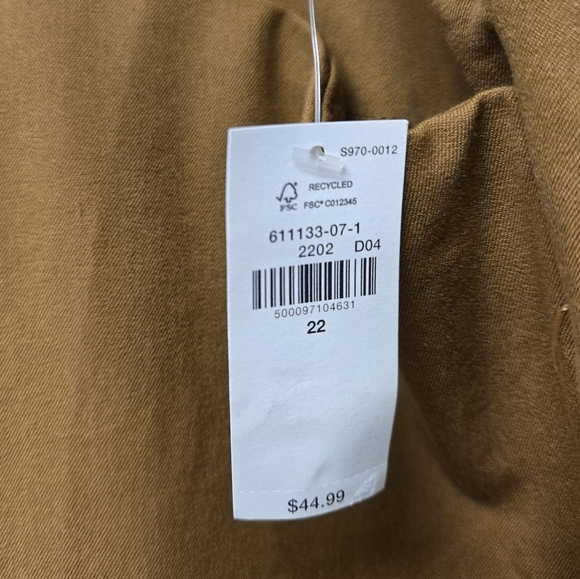 S970-0012
RECYCLED
FSC FSC® C012345
611133-07-1
2202 D04
500097104631
22
$44.99